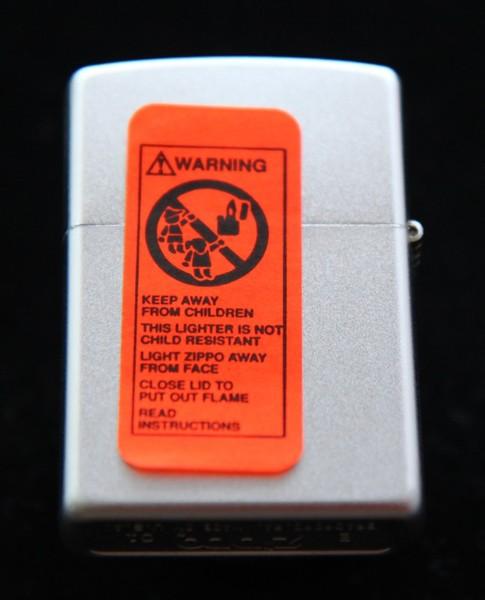 WARNING
KEEP AWAY
FROM CHILDREN
THIS LIGHTER IS NOT
CHILD RESISTANT
LIGHT ZIPPO AWAY
FROM FACE
CLOSE LID TO
PUT OUT FLAME
READ
INSTRUCTIONS